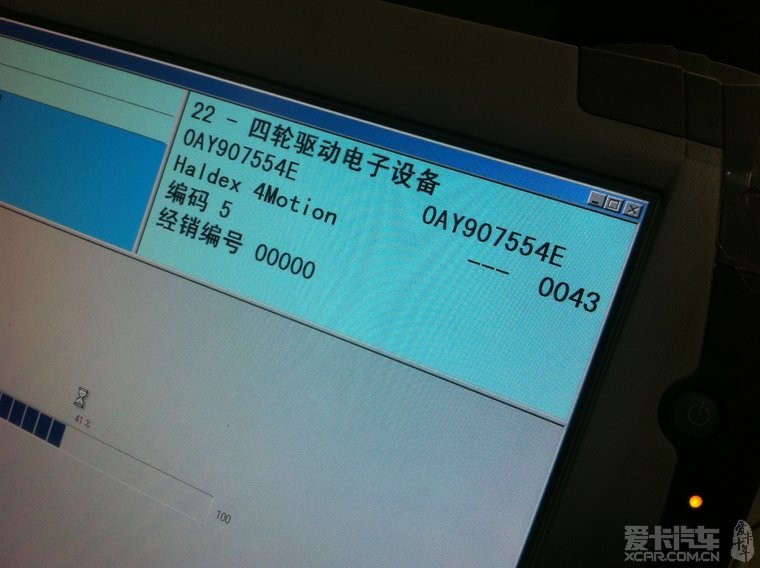 22 - 四轮驱动电子设备
0AY907554E 0AY907554E
Haldex 4Motion --- 0043
编码 5
经销编号 00000
41%
100
爱卡汽车
XCAR.COM.CN